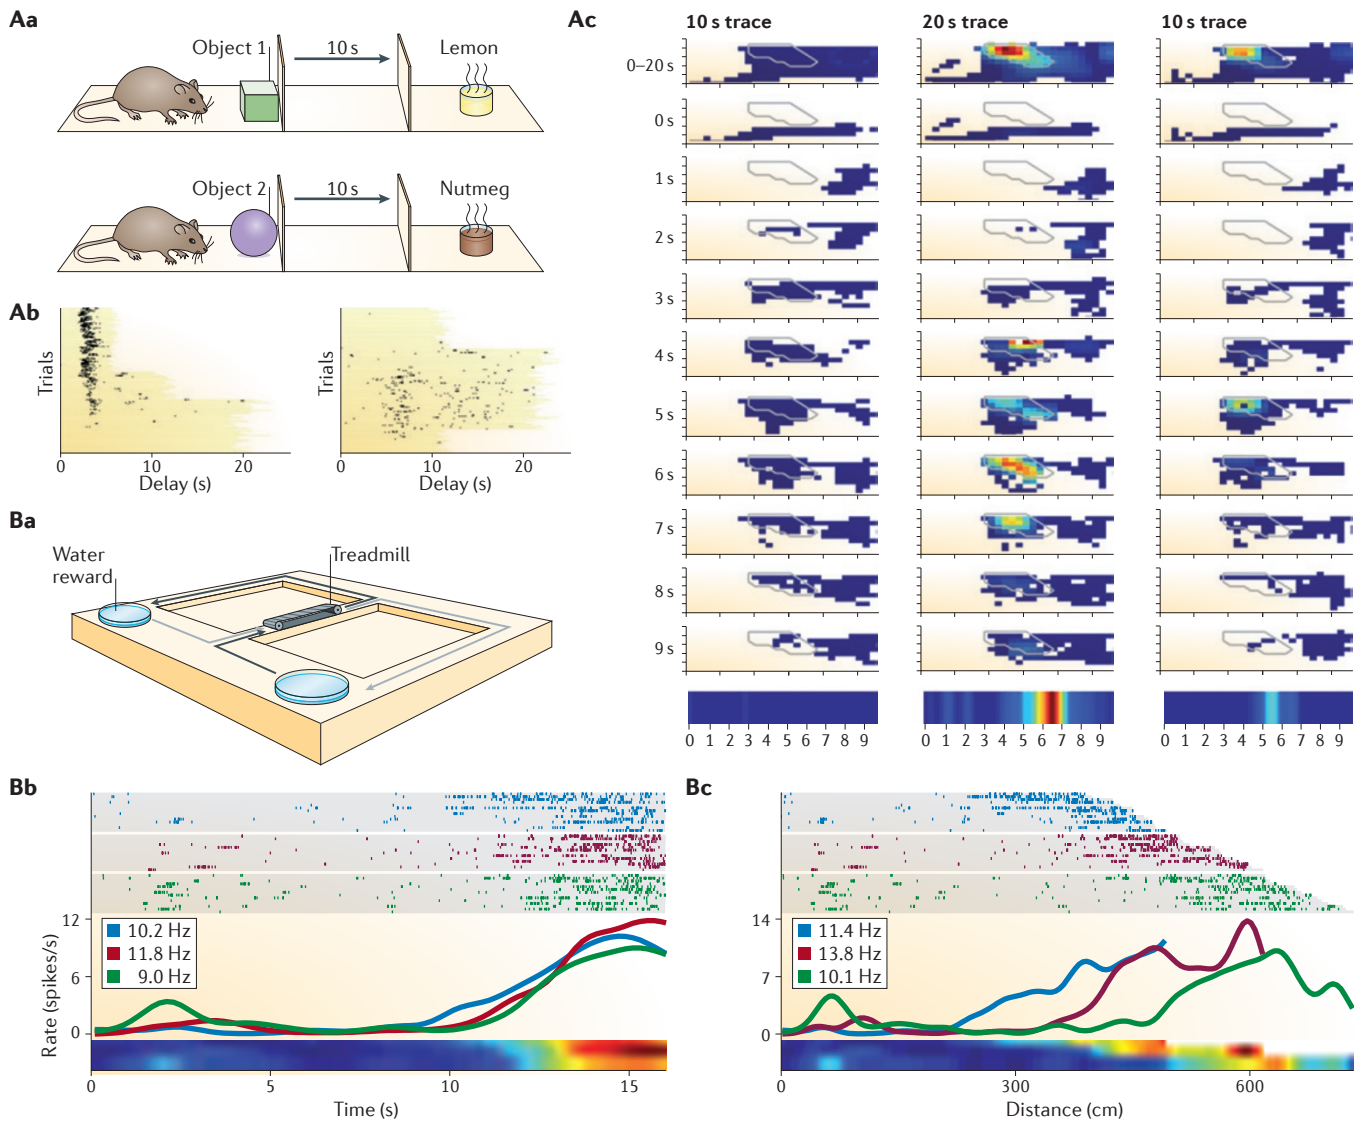 Aa
Object 1
10 s
Lemon
Object 2
10 s
Nutmeg
Ab
Trials
0 10 20
Delay (s)
Trials
0 10 20
Delay (s)
Ba
Water
reward
Treadmill
Ac
10 s trace 20 s trace 10 s trace
0–20 s
0 s
1 s
2 s
3 s
4 s
5 s
6 s
7 s
8 s
9 s
0 1 2 3 4 5 6 7 8 9 0 1 2 3 4 5 6 7 8 9 0 1 2 3 4 5 6 7 8 9
Bb
Rate (spikes/s)
12
6
0
10.2 Hz
11.8 Hz
9.0 Hz
0 5 10 15
Time (s)
Bc
14
7
0
11.4 Hz
13.8 Hz
10.1 Hz
0 300 600
Distance (cm)